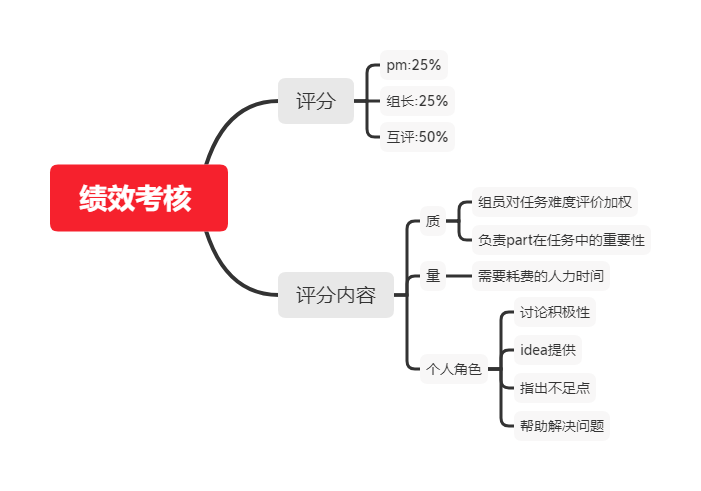 绩效考核
评分
pm:25%
组长:25%
互评:50%
评分内容
质
组员对任务难度评价加权
负责part在任务中的重要性
量
需要耗费的人力时间
个人角色
讨论积极性
idea提供
指出不足点
帮助解决问题